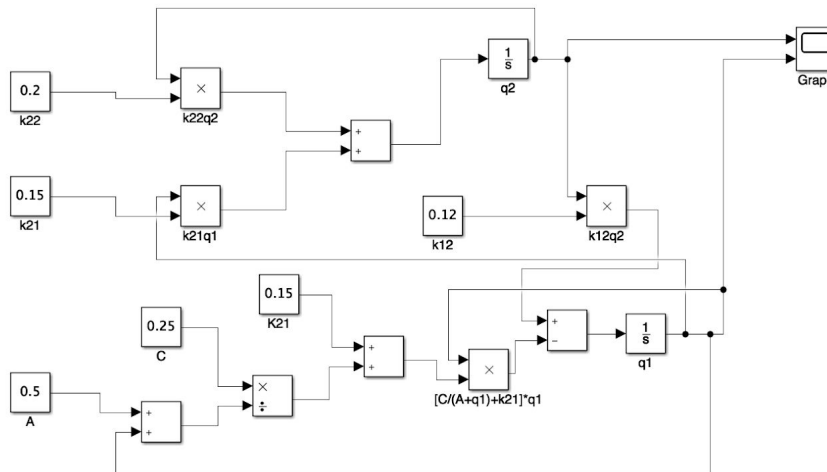 1
s
q2
Grap
0.2
k22
×
k22q2
+
+
0.15
k21
×
k21q1
0.12
k12
×
k12q2
0.15
K21
0.25
C
+
+
×
[C/(A+q1)+k21]*q1
+
−
1
s
q1
0.5
A
+
+
×
÷